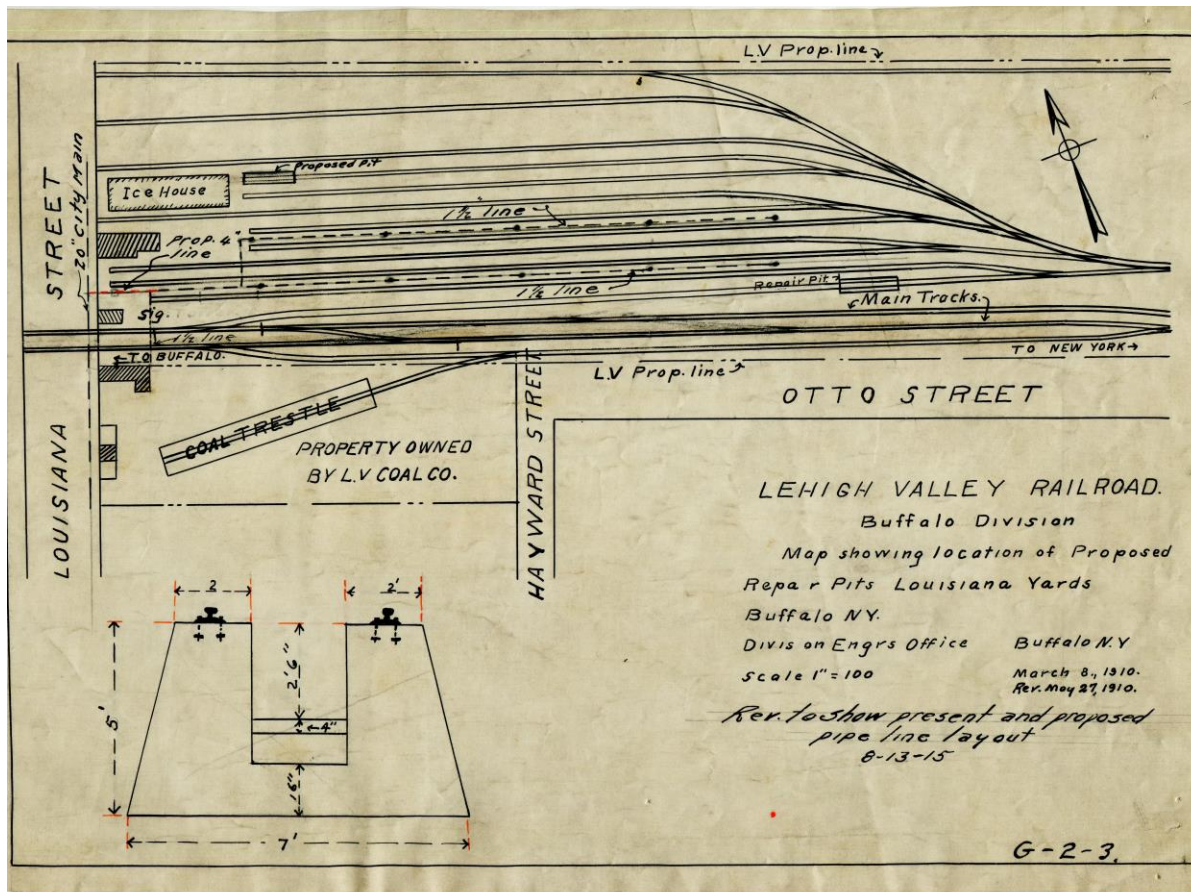 L.V Prop. line
STREET
20" City Main
Ice House
Proposed Pit
1½" line
Prop. 4"
line
1½" line
Repair Pit
Main Tracks.
Sig.
1½ line
← TO BUFFALO.
TO NEW YORK →
L.V Prop. line
OTTO STREET
COAL TRESTLE
PROPERTY OWNED
BY L.V COAL CO.
HAYWARD STREET
LOUISIANA
LEHIGH VALLEY RAILROAD.
Buffalo Division
Map showing location of Proposed
Repa r Pits Louisiana Yards
Buffalo NY.
Divis on Engrs Office Buffalo N.Y
Scale 1" = 100
March 8., 1910.
Rev. May 27, 1910.
Rev. to show present and proposed
pipe line layout
8-13-15
2
2'
2'6"
4"
5'
16"
7'
G-2-3.